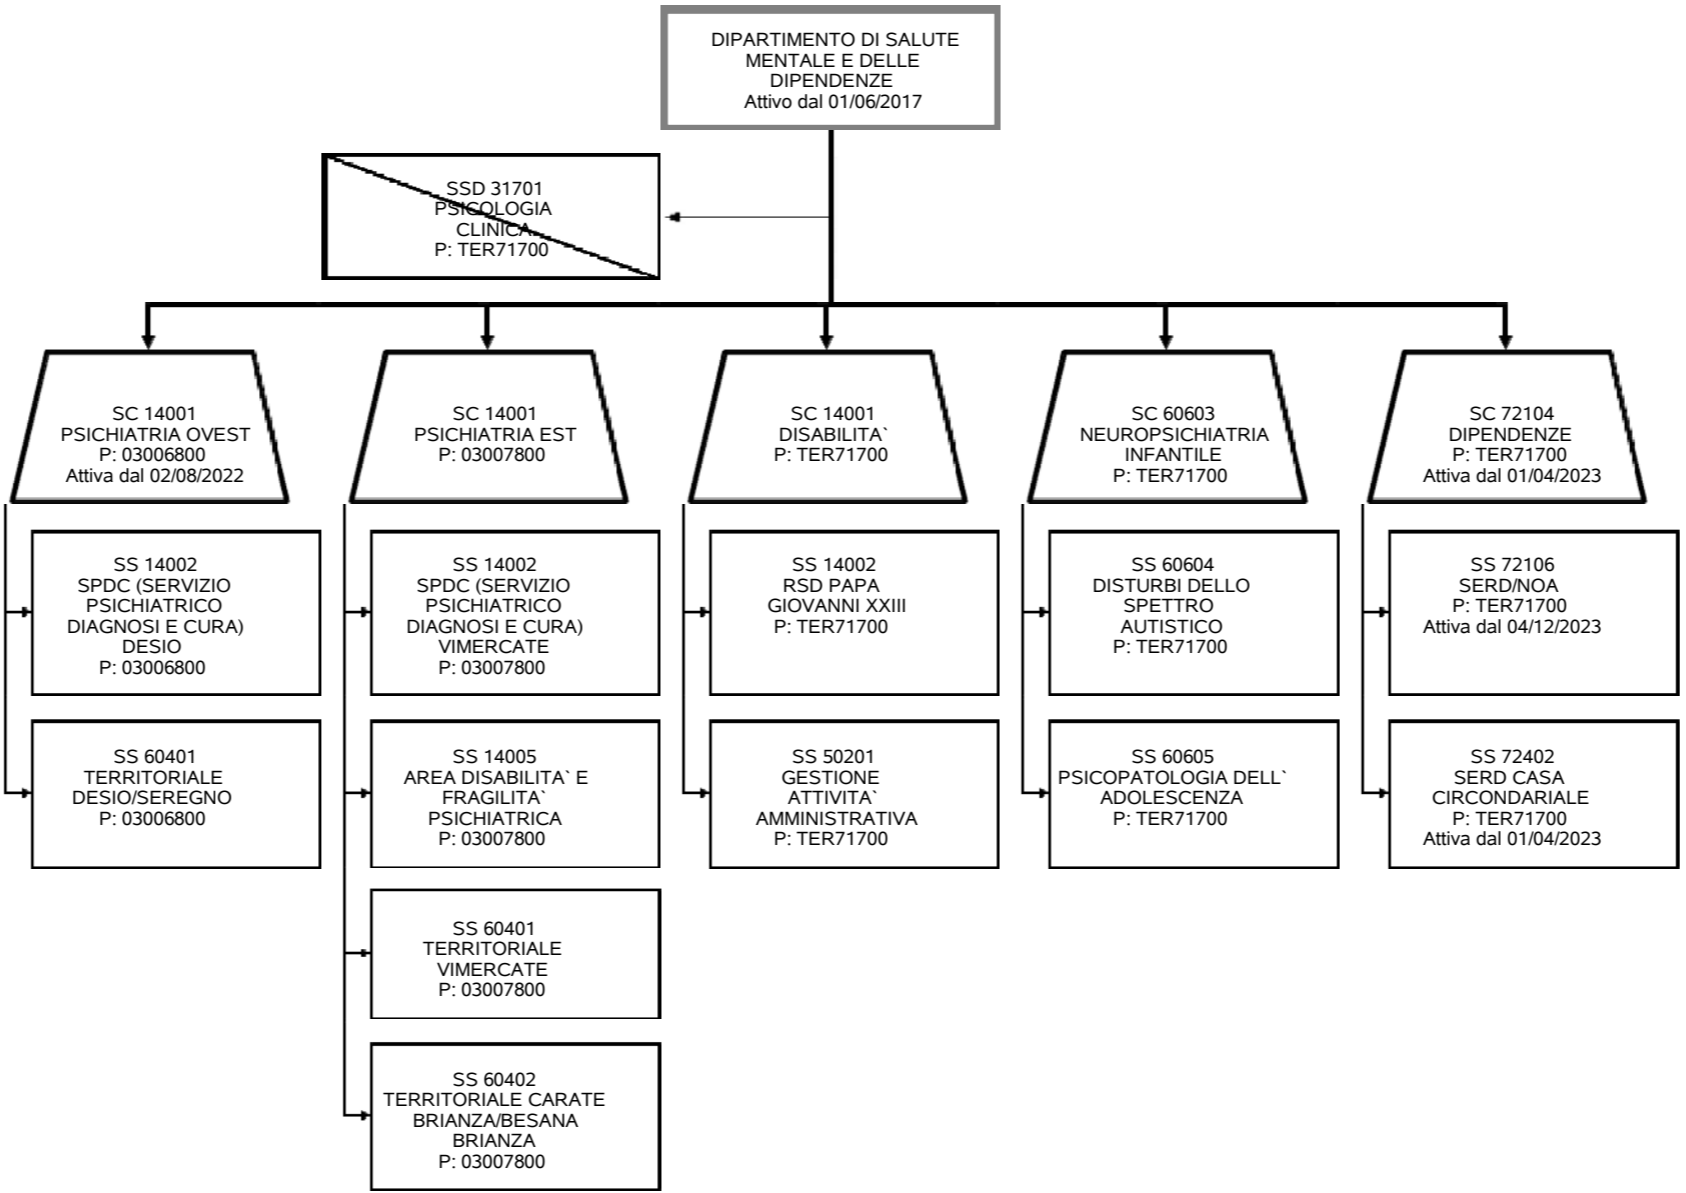 DIPARTIMENTO DI SALUTE
MENTALE E DELLE
DIPENDENZE
Attivo dal 01/06/2017
SSD 31701
PSICOLOGIA
CLINICA
P: TER71700
SC 14001
PSICHIATRIA OVEST
P: 03006800
Attiva dal 02/08/2022
SC 14001
PSICHIATRIA EST
P: 03007800
SC 14001
DISABILITA`
P: TER71700
SC 60603
NEUROPSICHIATRIA
INFANTILE
P: TER71700
SC 72104
DIPENDENZE
P: TER71700
Attiva dal 01/04/2023
SS 14002
SPDC (SERVIZIO
PSICHIATRICO
DIAGNOSI E CURA)
DESIO
P: 03006800
SS 14002
SPDC (SERVIZIO
PSICHIATRICO
DIAGNOSI E CURA)
VIMERCATE
P: 03007800
SS 14002
RSD PAPA
GIOVANNI XXIII
P: TER71700
SS 60604
DISTURBI DELLO
SPETTRO
AUTISTICO
P: TER71700
SS 72106
SERD/NOA
P: TER71700
Attiva dal 04/12/2023
SS 60401
TERRITORIALE
DESIO/SEREGNO
P: 03006800
SS 14005
AREA DISABILITA` E
FRAGILITA`
PSICHIATRICA
P: 03007800
SS 50201
GESTIONE
ATTIVITA`
AMMINISTRATIVA
P: TER71700
SS 60605
PSICOPATOLOGIA DELL`
ADOLESCENZA
P: TER71700
SS 72402
SERD CASA
CIRCONDARIALE
P: TER71700
Attiva dal 01/04/2023
SS 60401
TERRITORIALE
VIMERCATE
P: 03007800
SS 60402
TERRITORIALE CARATE
BRIANZA/BESANA
BRIANZA
P: 03007800